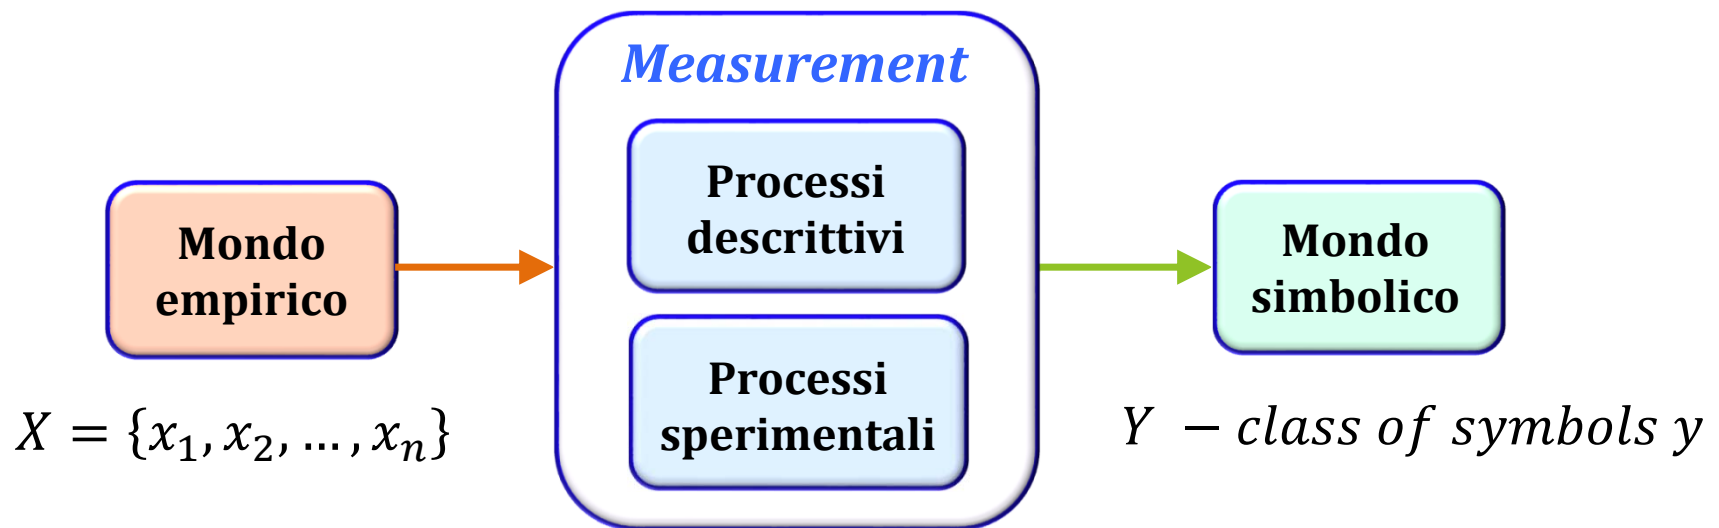 Measurement
Processi
descrittivi
Mondo
empirico
Mondo
simbolico
Processi
sperimentali
X = {x₁, x₂, … , xₙ}
Y – class of symbols y